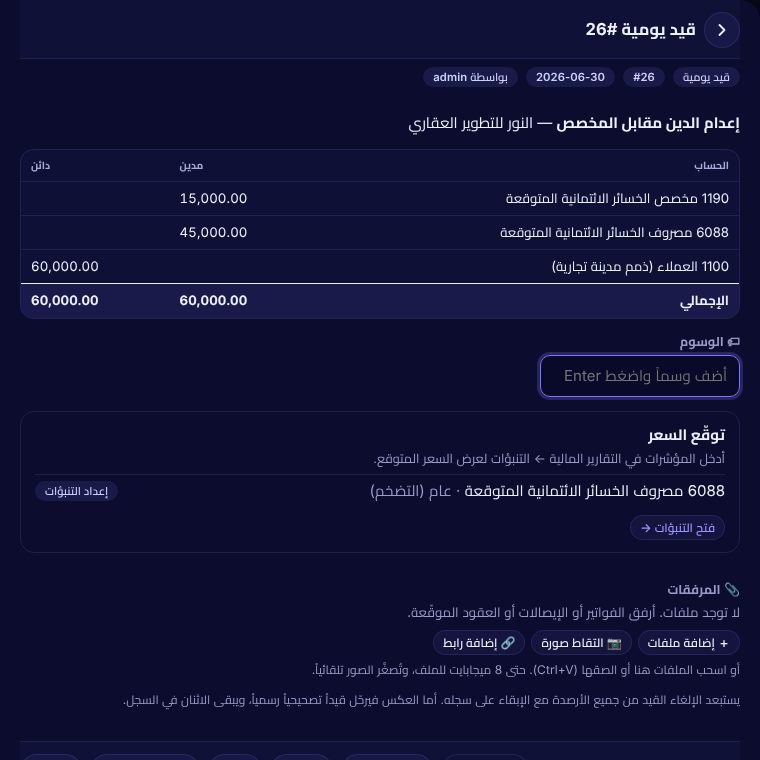 قيد يومية #26
قيد يومية #26 2026-06-30 بواسطة admin
إعدام الدين مقابل المخصص — النور للتطوير العقاري
الحساب مدين دائن
1190 مخصص الخسائر الائتمانية المتوقعة 15,000.00
6088 مصروف الخسائر الائتمانية المتوقعة 45,000.00
1100 العملاء (ذمم مدينة تجارية) 60,000.00
الإجمالي 60,000.00 60,000.00
الوسوم
أضف وسماً واضغط Enter
توقّع السعر
أدخل المؤشرات في التقارير المالية ← التنبؤات لعرض السعر المتوقع.
6088 مصروف الخسائر الائتمانية المتوقعة · عام (التضخم) إعداد التنبؤات
فتح التنبؤات →
المرفقات
لا توجد ملفات. أرفق الفواتير أو الإيصالات أو العقود الموقّعة.
+ إضافة ملفات التقاط صورة إضافة رابط
أو اسحب الملفات هنا أو الصقها (Ctrl+V). حتى 8 ميجابايت للملف، وتُصغَّر الصور تلقائياً.
يستبعد الإلغاء القيد من جميع الأرصدة مع الإبقاء على سجله. أما العكس فيرحّل قيداً تصحيحياً رسمياً، ويبقى الاثنان في السجل.